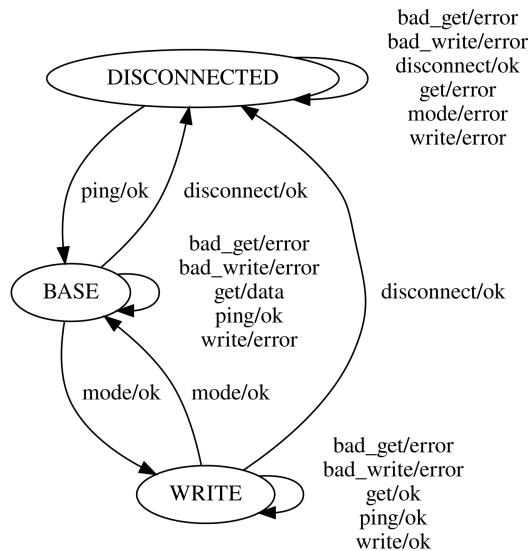 bad_get/error
bad_write/error
disconnect/ok
get/error
mode/error
write/error
DISCONNECTED
ping/ok
disconnect/ok
bad_get/error
bad_write/error
get/data
ping/ok
write/error
BASE
disconnect/ok
mode/ok
mode/ok
bad_get/error
bad_write/error
get/ok
ping/ok
write/ok
WRITE